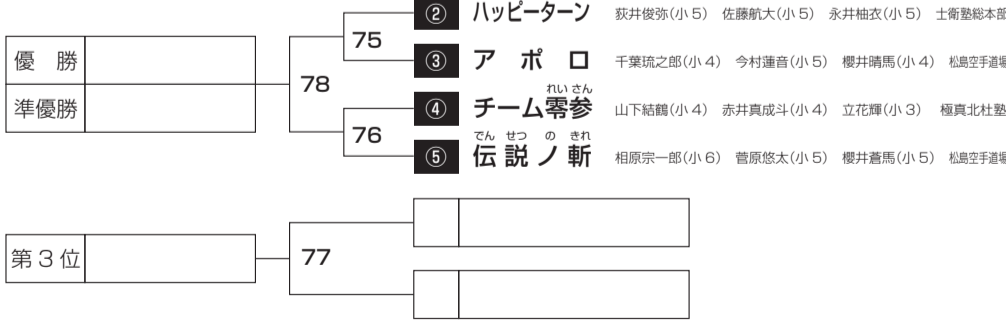 ② ハッピーターン 荻井俊弥(小5) 佐藤航大(小5) 永井柚衣(小5) 士衛塾総本部
75
③ アポロ 千葉琉之郎(小4) 今村蓮音(小5) 櫻井晴馬(小4) 松島空手道場
優勝
78
準優勝
れいさん
④ チーム零参 山下結鶴(小4) 赤井真成斗(小4) 立花輝(小3) 極真北杜塾
76
でん せつ の きれ
⑤ 伝説ノ斬 相原宗一郎(小6) 菅原悠太(小5) 櫻井蒼馬(小5) 松島空手道場
第3位
77